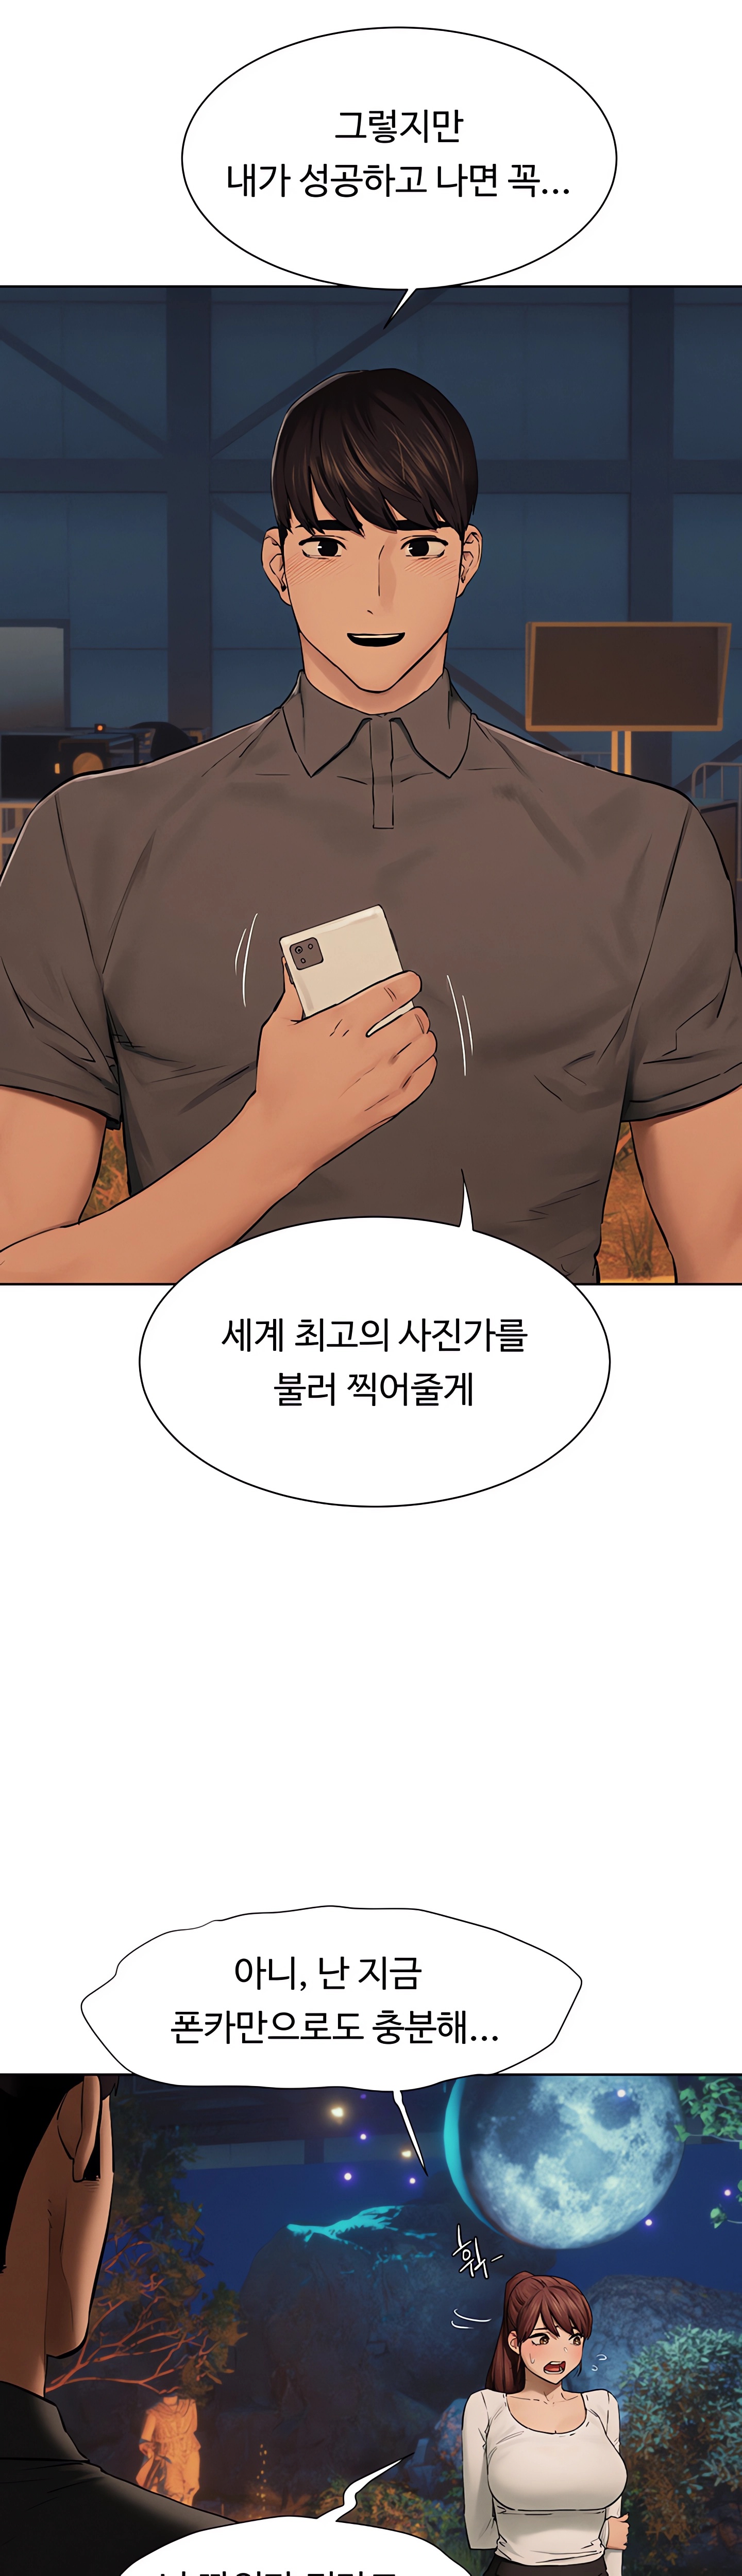 그렇지만
내가 성공하고 나면 꼭...
세계 최고의 사진가를
불러 찍어줄게
아니, 난 지금
폰카만으로도 충분해...
휙-